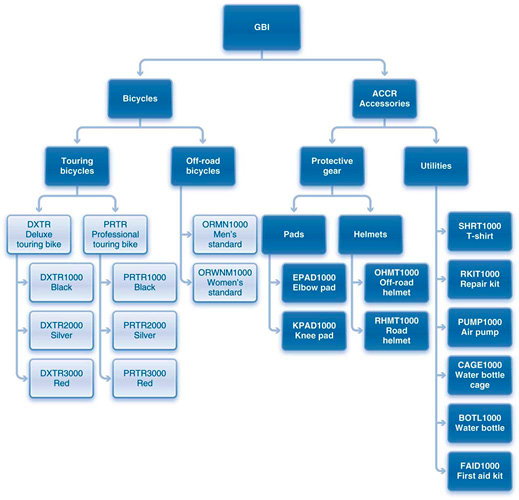 GBI
Bicycles
ACCR
Accessories
Touring
bicycles
Off-road
bicycles
Protective
gear
Utilities
DXTR
Deluxe
touring bike
PRTR
Professional
touring bike
ORMN1000
Men's
standard
Pads
Helmets
SHRT1000
T-shirt
DXTR1000
Black
PRTR1000
Black
ORWNM1000
Women's
standard
EPAD1000
Elbow pad
OHMT1000
Off-road
helmet
RKIT1000
Repair kit
DXTR2000
Silver
PRTR2000
Silver
KPAD1000
Knee pad
RHMT1000
Road
helmet
PUMP1000
Air pump
DXTR3000
Red
PRTR3000
Red
CAGE1000
Water bottle
cage
BOTL1000
Water bottle
FAID1000
First aid kit